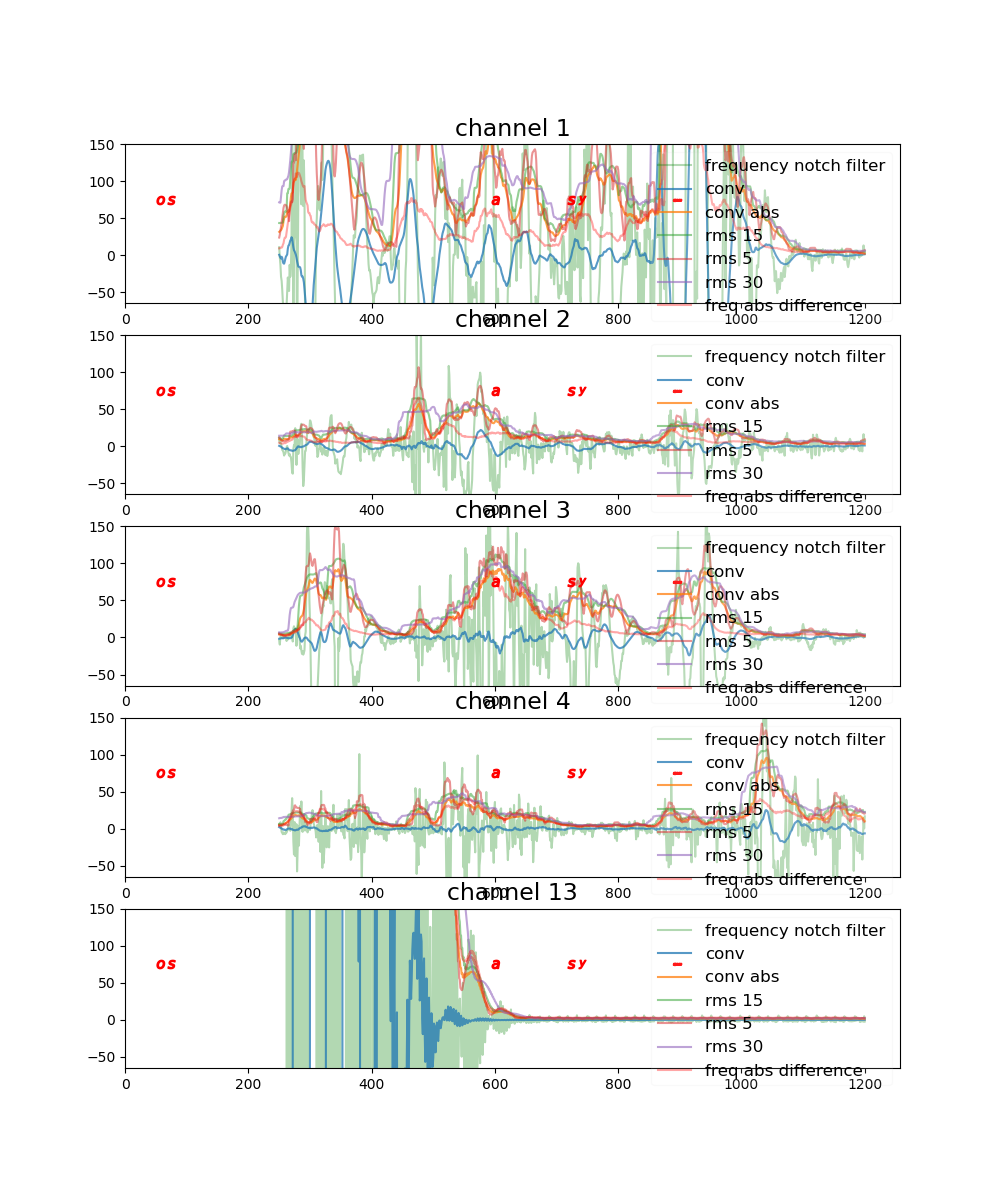 channel 1
150
100
50
0
−50
0 200 400 600 800 1000 1200
os a sy -
frequency notch filter
conv
conv abs
rms 15
rms 5
rms 30
freq abs difference
channel 2
150
100
50
0
−50
0 200 400 600 800 1000 1200
os a sy -
frequency notch filter
conv
conv abs
rms 15
rms 5
rms 30
freq abs difference
channel 3
150
100
50
0
−50
0 200 400 600 800 1000 1200
os a sy -
frequency notch filter
conv
conv abs
rms 15
rms 5
rms 30
freq abs difference
channel 4
150
100
50
0
−50
0 200 400 600 800 1000 1200
os a sy -
frequency notch filter
conv
conv abs
rms 15
rms 5
rms 30
freq abs difference
channel 13
150
100
50
0
−50
0 200 400 600 800 1000 1200
os a sy -
frequency notch filter
conv
conv abs
rms 15
rms 5
rms 30
freq abs difference